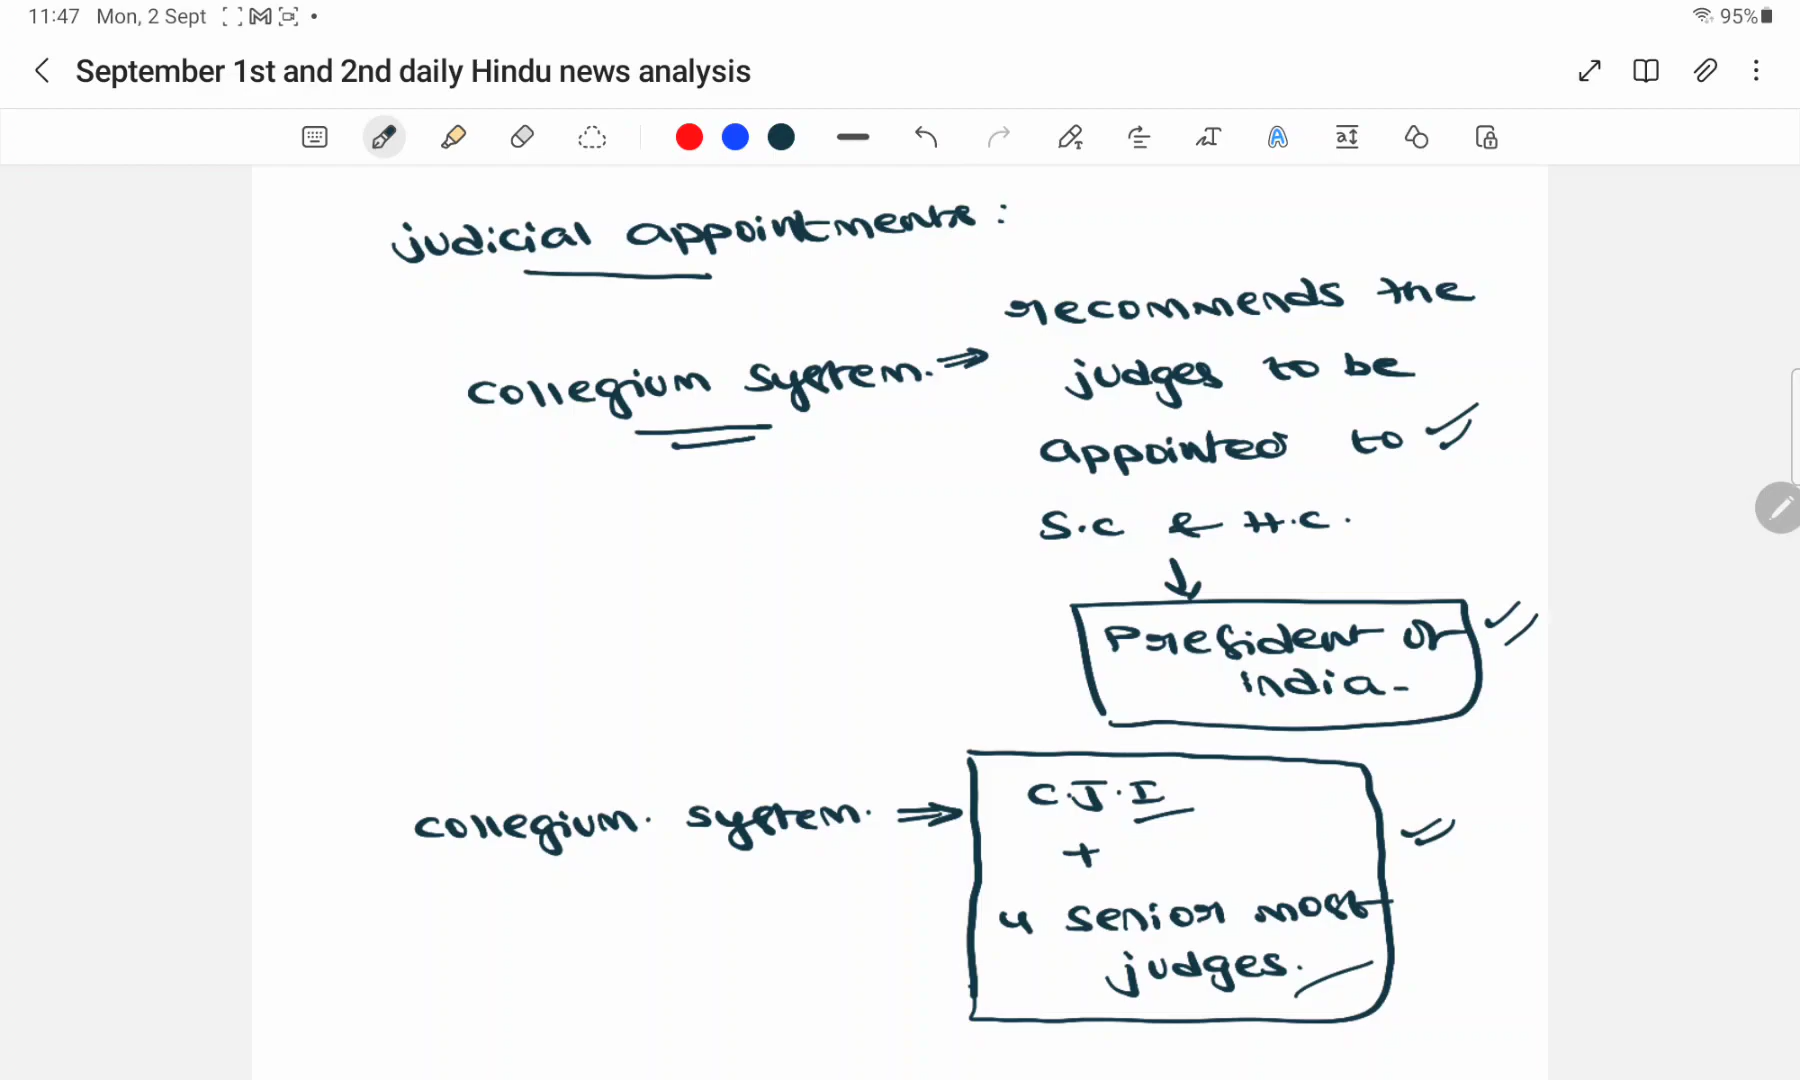 11:47 Mon, 2 Sept
95%
September 1st and 2nd daily Hindu news analysis
judicial appointments :
collegium system. ⇒ recommends the
judges to be
appointed to
S.C & H.C.
↓
President of
india-
collegium. system. ⇒ C.J.I
+
4 senior most
judges.